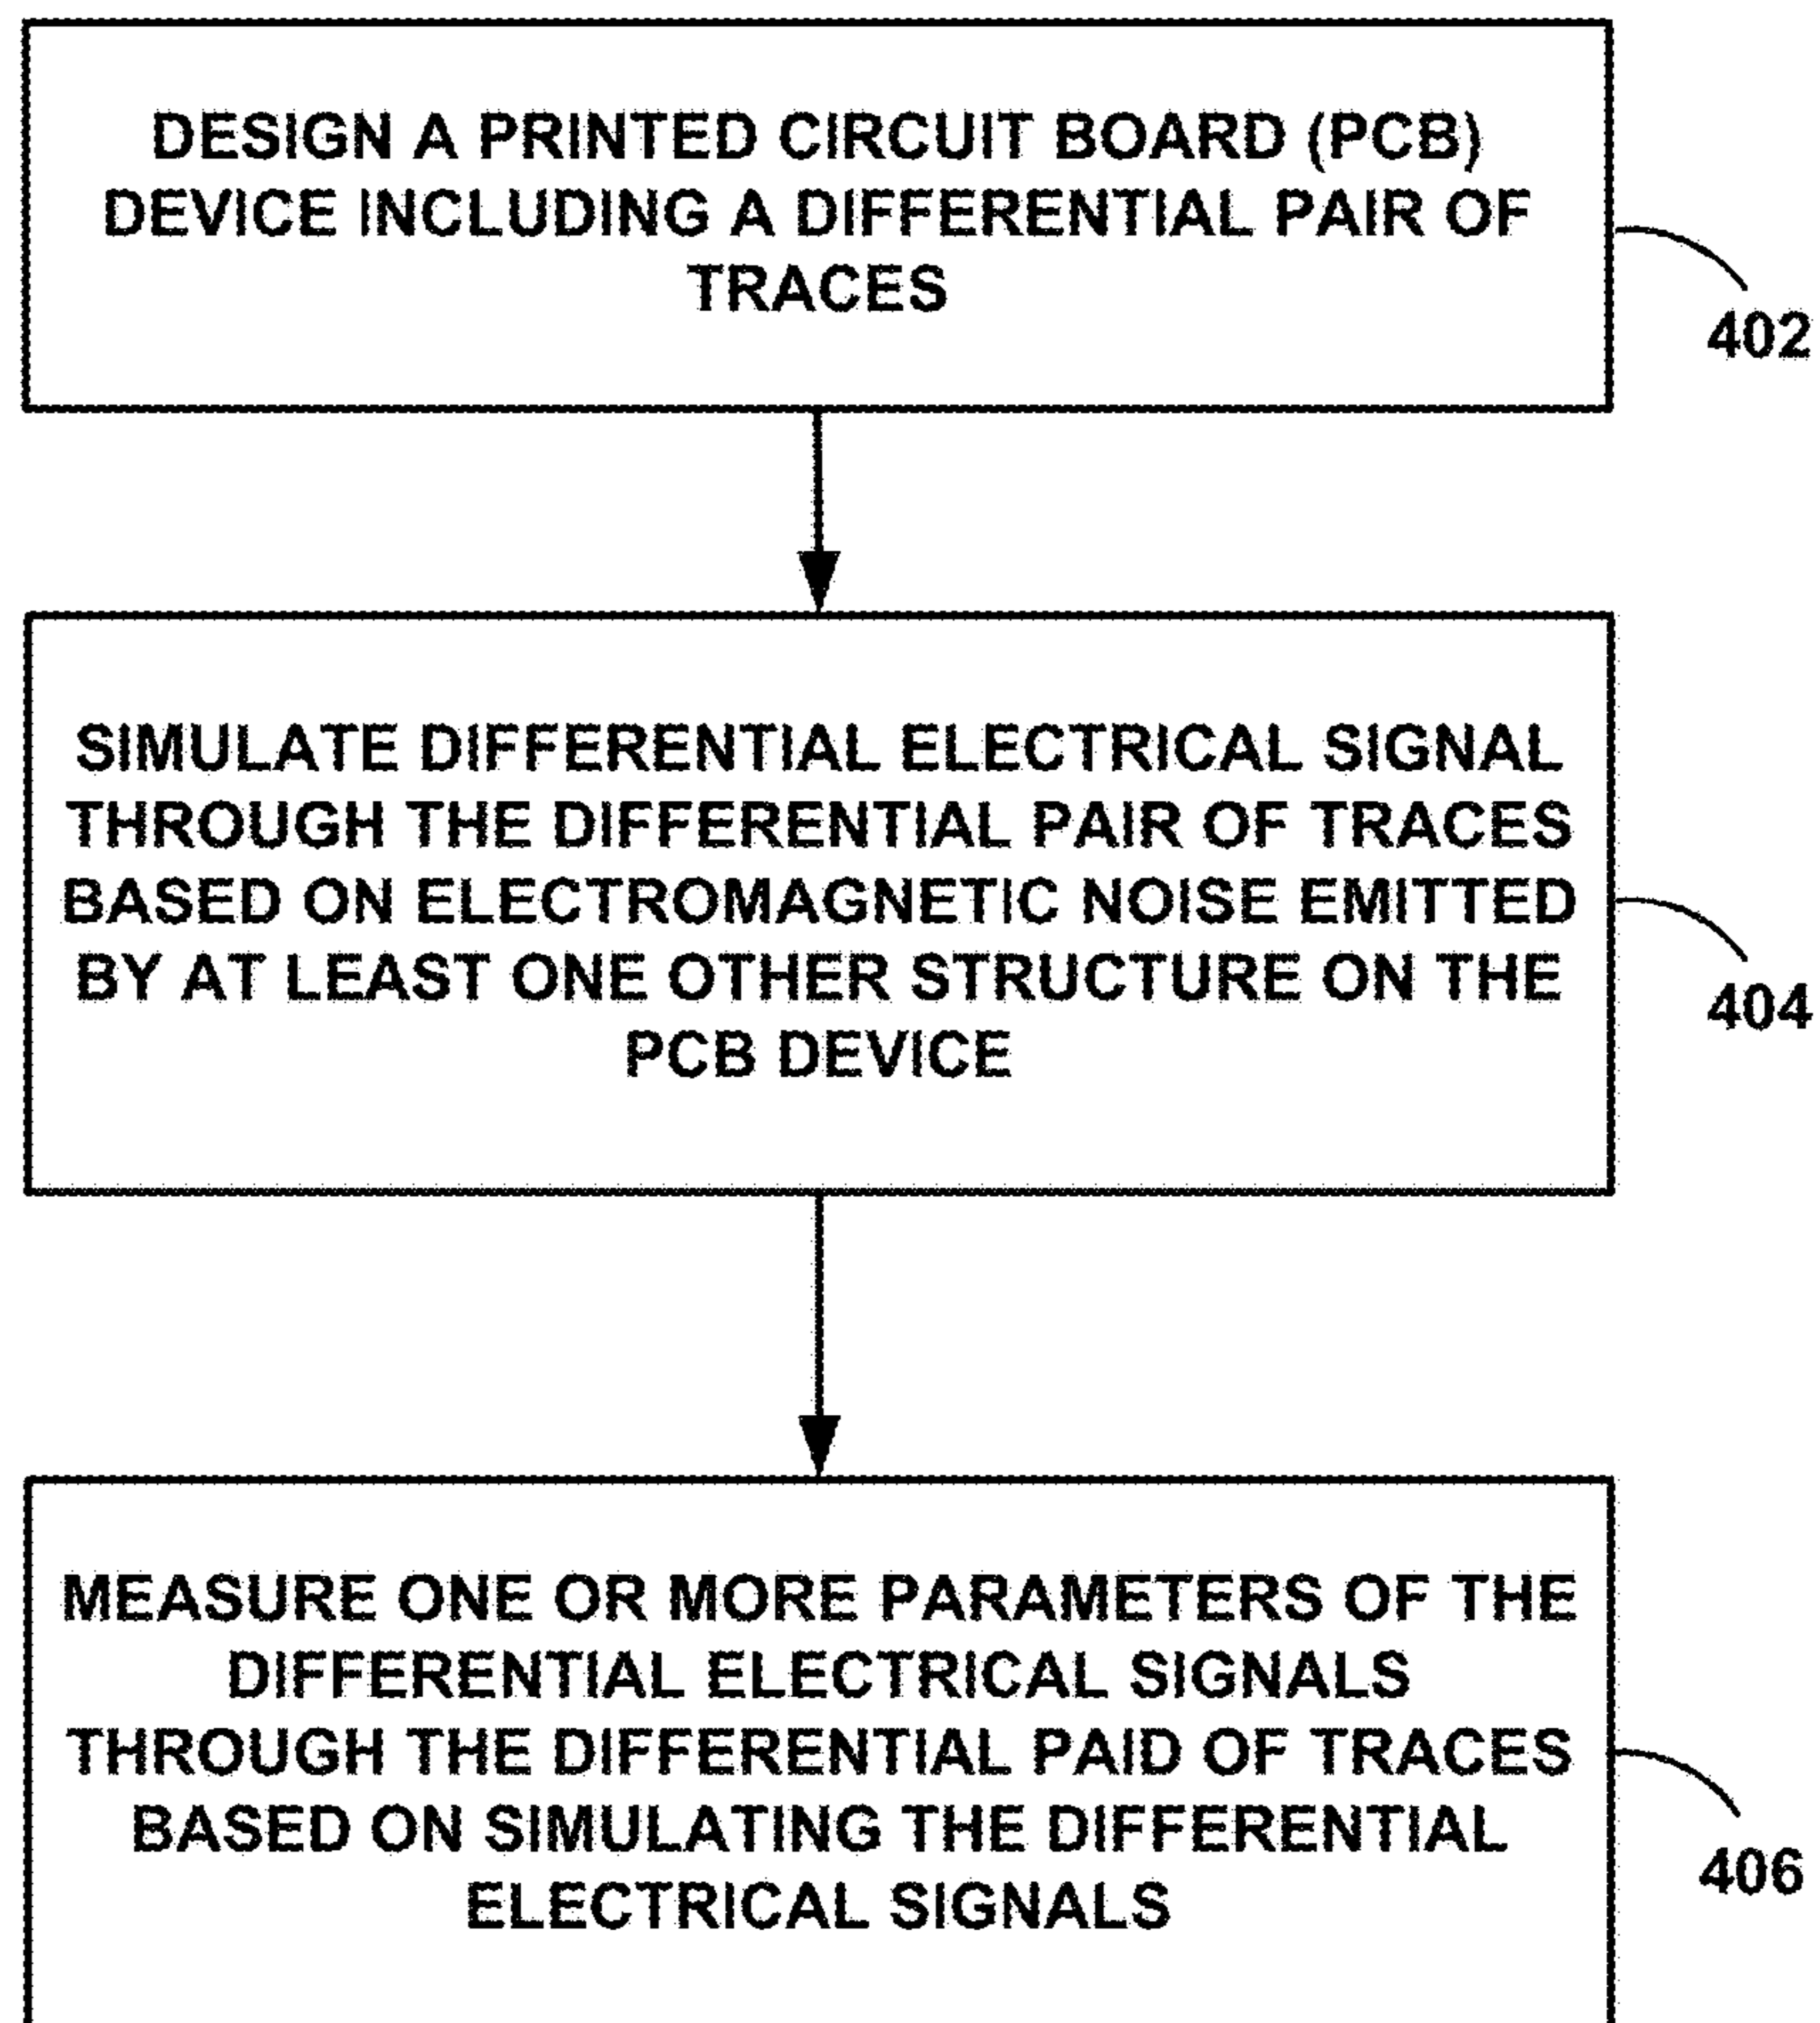 DESIGN A PRINTED CIRCUIT BOARD (PCB)
DEVICE INCLUDING A DIFFERENTIAL PAIR OF
TRACES
402
SIMULATE DIFFERENTIAL ELECTRICAL SIGNAL
THROUGH THE DIFFERENTIAL PAIR OF TRACES
BASED ON ELECTROMAGNETIC NOISE EMITTED
BY AT LEAST ONE OTHER STRUCTURE ON THE
PCB DEVICE
404
MEASURE ONE OR MORE PARAMETERS OF THE
DIFFERENTIAL ELECTRICAL SIGNALS
THROUGH THE DIFFERENTIAL PAID OF TRACES
BASED ON SIMULATING THE DIFFERENTIAL
ELECTRICAL SIGNALS
406